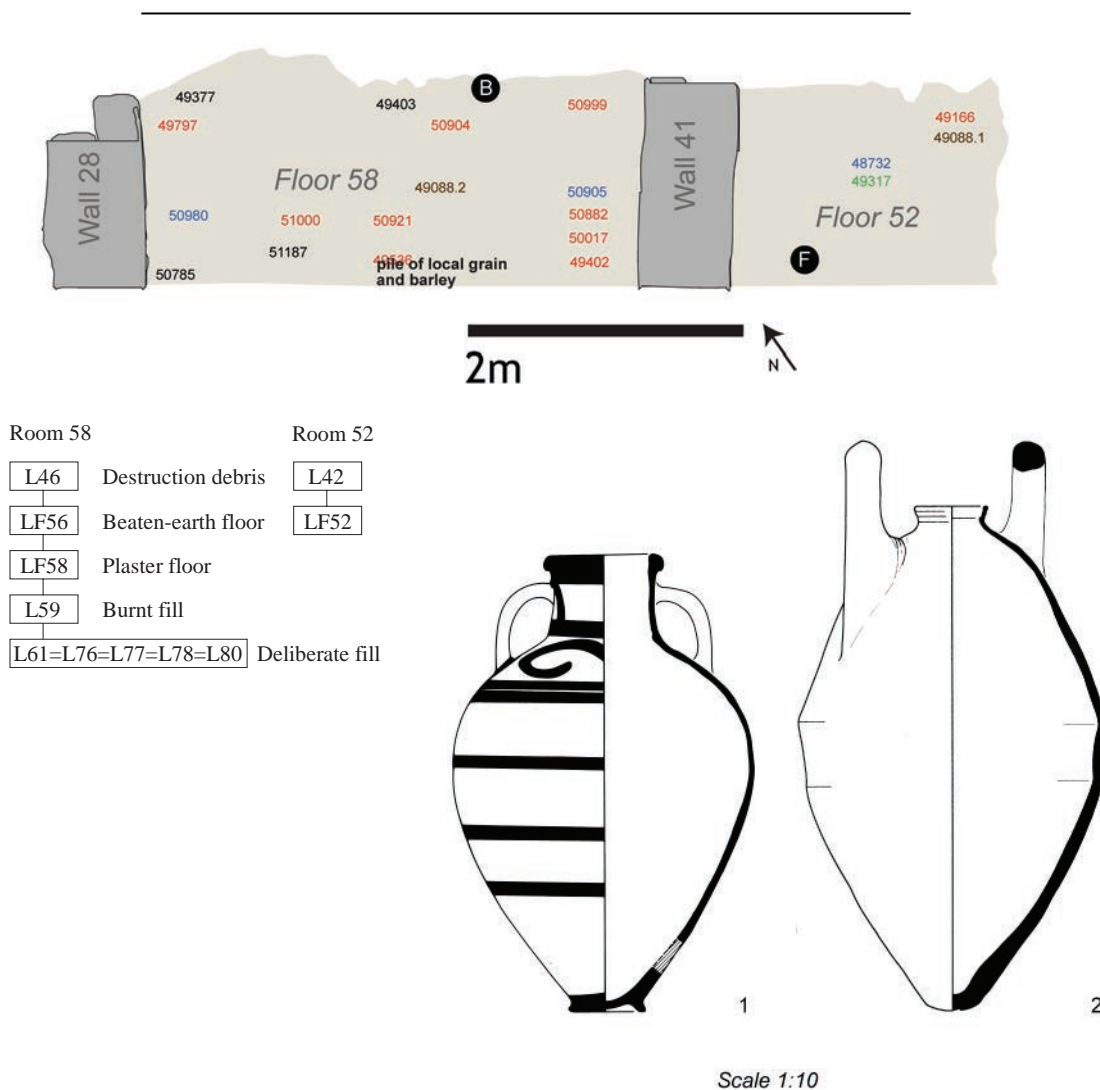 B
49377
49403
50999
49797
50904
49166
49088.1
Wall 28
Floor 58
49088.2
Wall 41
48732
49317
50980
50905
51000
50921
50882
Floor 52
51187
50017
49536
49402
pile of local grain
and barley
50785
F
2m
N
Room 58
Room 52
L46 Destruction debris L42
LF56 Beaten-earth floor LF52
LF58 Plaster floor
L59 Burnt fill
L61=L76=L77=L78=L80 Deliberate fill
1
2
Scale 1:10